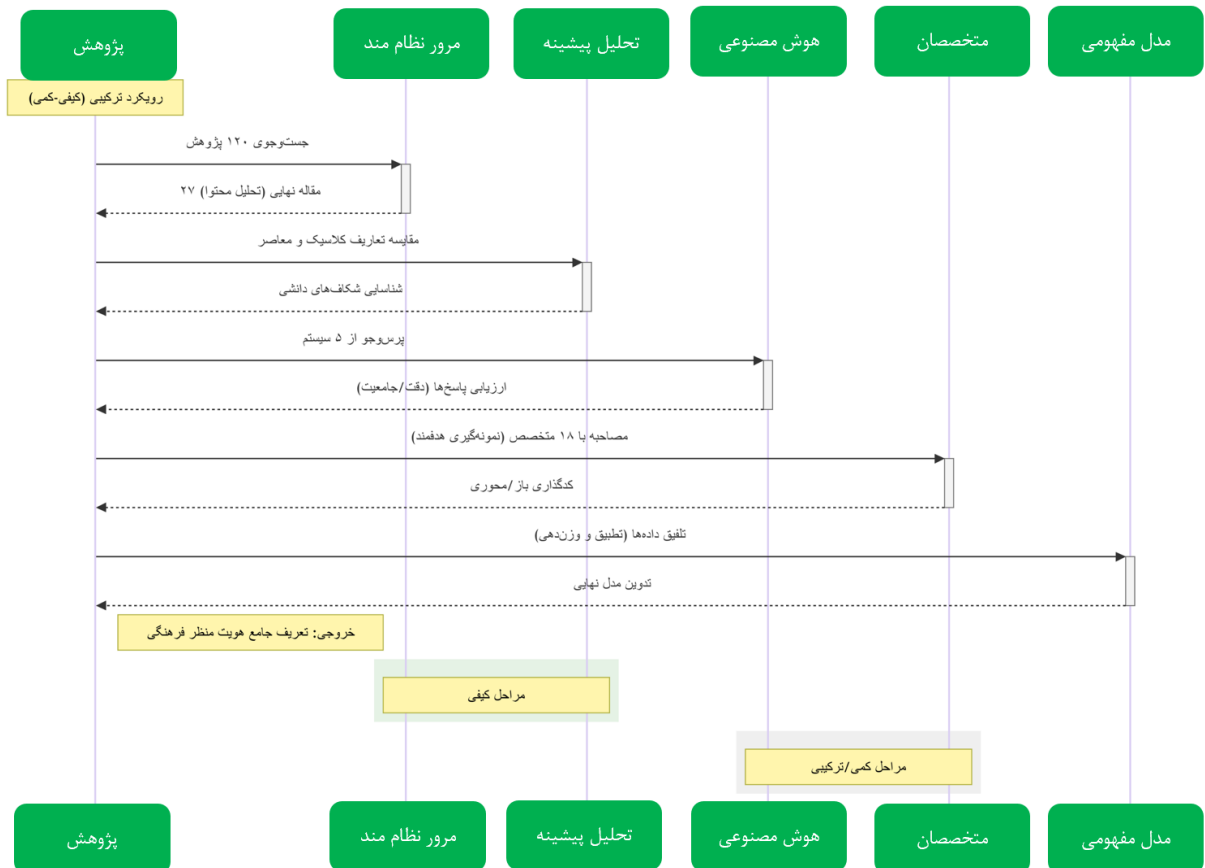 پژوهش
مرور نظام مند
تحلیل پیشینه
هوش مصنوعی
متخصصان
مدل مفهومی
رویکرد ترکیبی (کیفی-کمی)
جست‌وجوی ۱۲۰ پژوهش
مقاله نهایی (تحلیل محتوا) ۲۷
مقایسه تعاریف کلاسیک و معاصر
شناسایی شکاف‌های دانشی
پرس‌وجو از ۵ سیستم
ارزیابی پاسخ‌ها (دقت/جامعیت)
مصاحبه با ۱۸ متخصص (نمونه‌گیری هدفمند)
کدگذاری باز/محوری
تلفیق داده‌ها (تطبیق و وزن‌دهی)
تدوین مدل نهایی
خروجی: تعریف جامع هویت منظر فرهنگی
مراحل کیفی
مراحل کمی/ترکیبی
پژوهش
مرور نظام مند
تحلیل پیشینه
هوش مصنوعی
متخصصان
مدل مفهومی